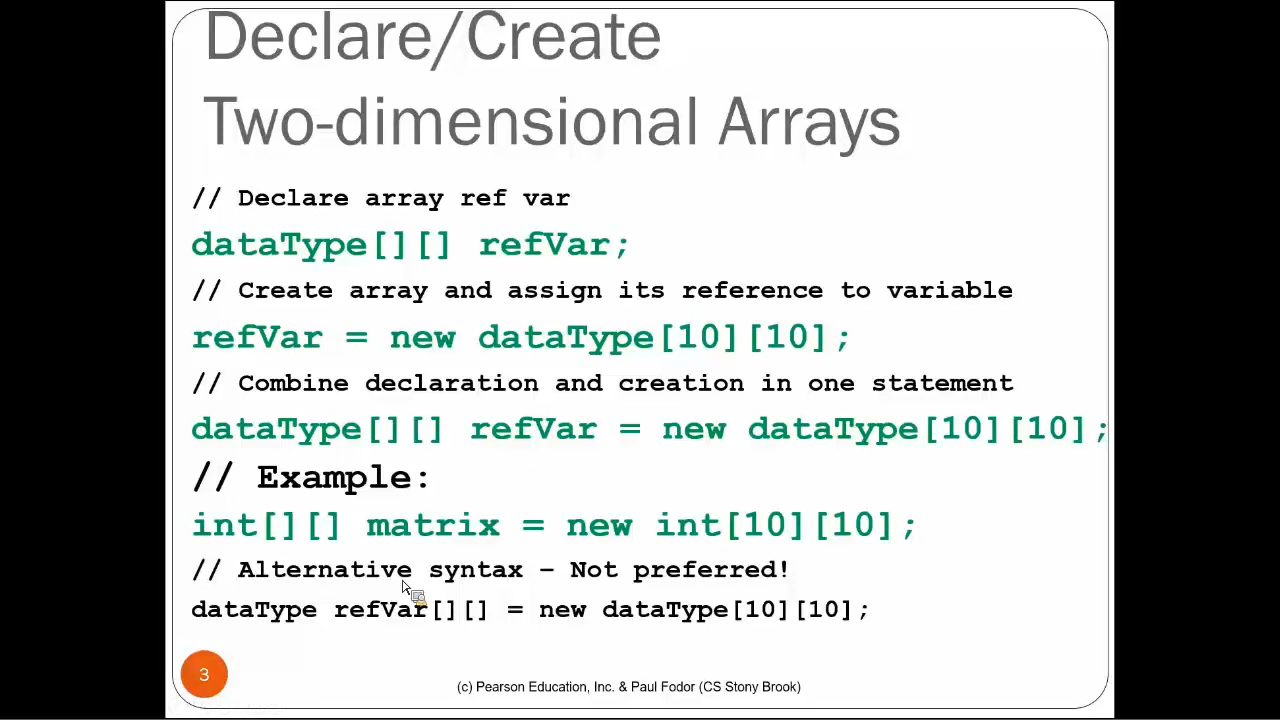 Declare/Create
Two-dimensional Arrays
// Declare array ref var
dataType[][] refVar;
// Create array and assign its reference to variable
refVar = new dataType[10][10];
// Combine declaration and creation in one statement
dataType[][] refVar = new dataType[10][10];
// Example:
int[][] matrix = new int[10][10];
// Alternative syntax – Not preferred!
dataType refVar[][] = new dataType[10][10];
3
(c) Pearson Education, Inc. & Paul Fodor (CS Stony Brook)